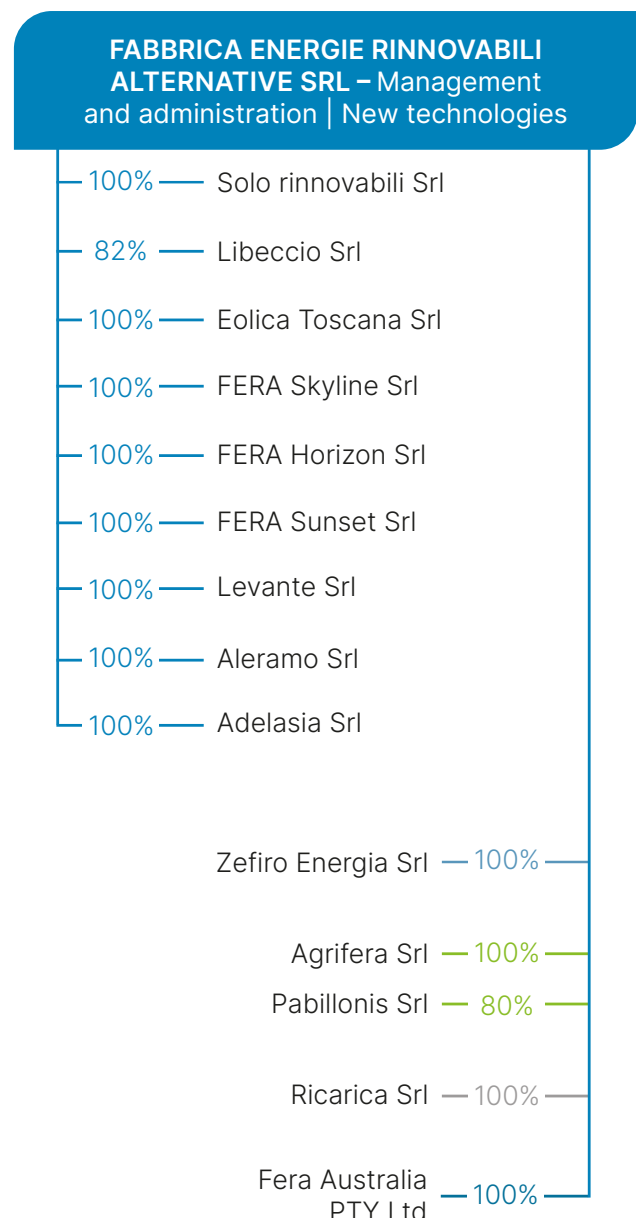 FABBRICA ENERGIE RINNOVABILI
ALTERNATIVE SRL – Management
and administration | New technologies
100% Solo rinnovabili Srl
82% Libeccio Srl
100% Eolica Toscana Srl
100% FERA Skyline Srl
100% FERA Horizon Srl
100% FERA Sunset Srl
100% Levante Srl
100% Aleramo Srl
100% Adelasia Srl
Zefiro Energia Srl 100%
Agrifera Srl 100%
Pabillonis Srl 80%
Ricarica Srl 100%
Fera Australia
PTY Ltd 100%